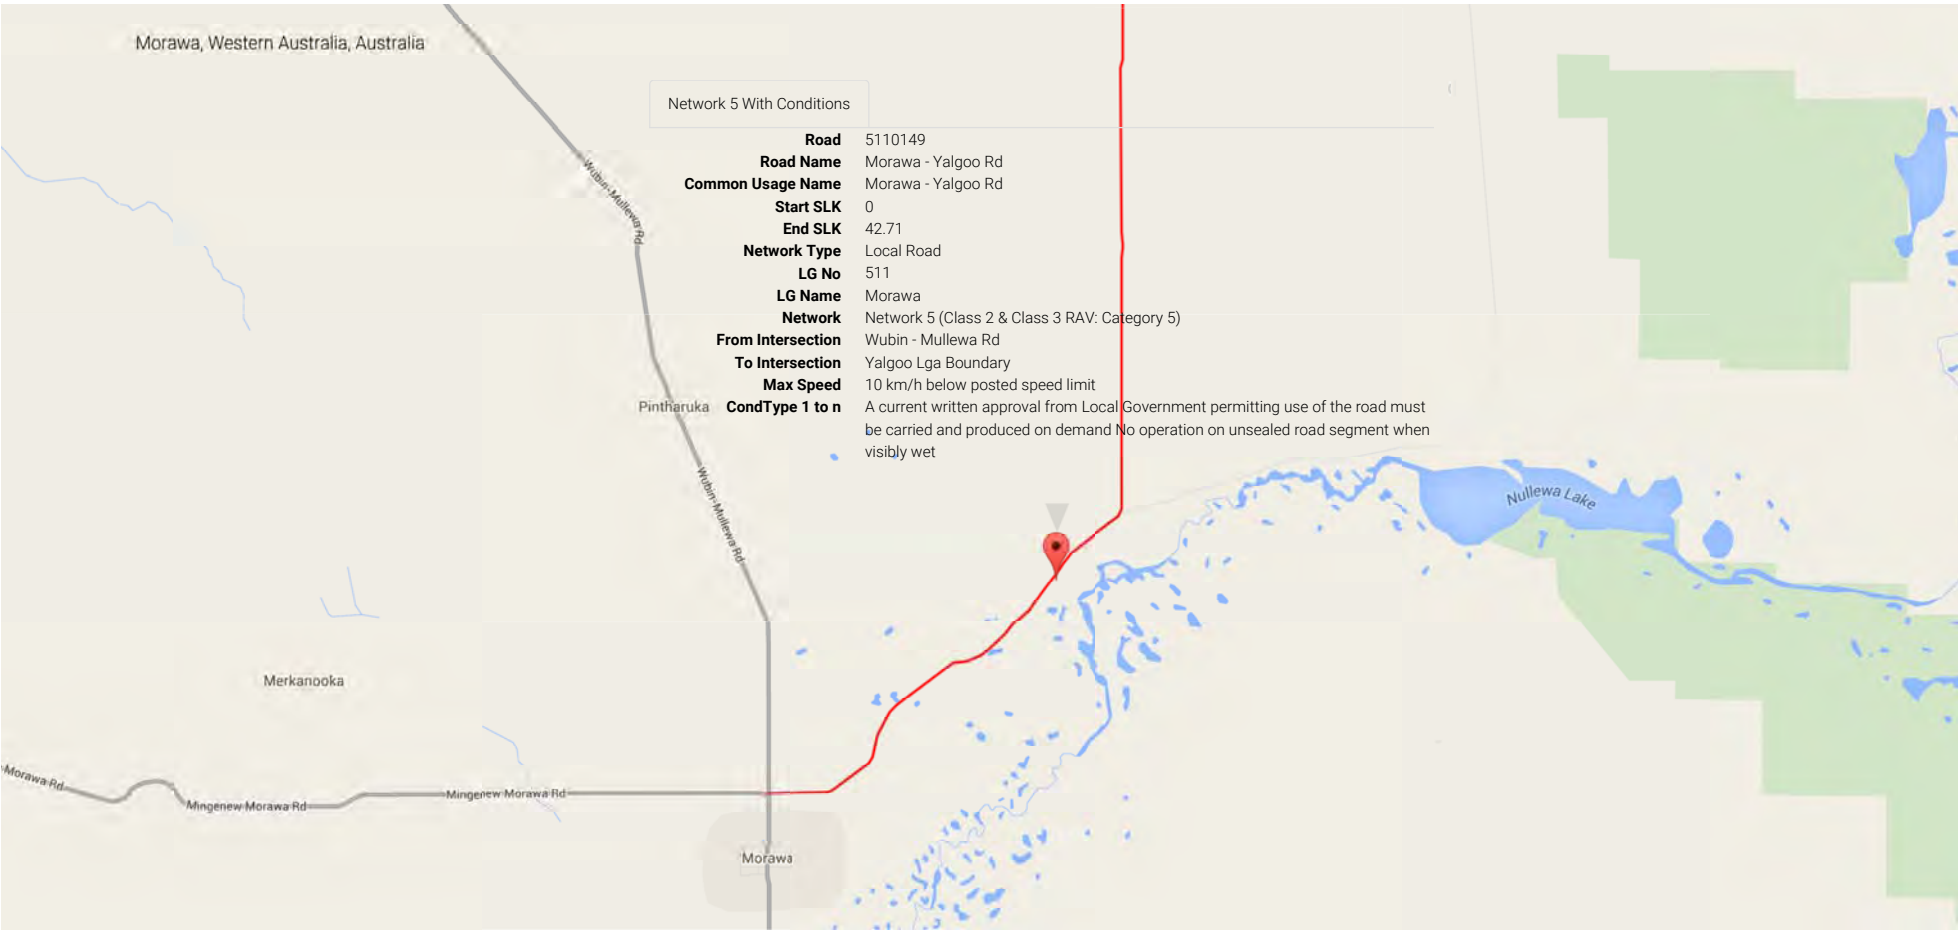 Morawa, Western Australia, Australia
Network 5 With Conditions
Road 5110149
Road Name Morawa - Yalgoo Rd
Common Usage Name Morawa - Yalgoo Rd
Start SLK 0
End SLK 42.71
Network Type Local Road
LG No 511
LG Name Morawa
Network Network 5 (Class 2 & Class 3 RAV: Category 5)
From Intersection Wubin - Mullewa Rd
To Intersection Yalgoo Lga Boundary
Max Speed 10 km/h below posted speed limit
CondType 1 to n A current written approval from Local Government permitting use of the road must
be carried and produced on demand No operation on unsealed road segment when
visibly wet
Wubin-Mullewa Rd
Pintharuka
Wubin-Mullewa Rd
Nullewa Lake
Merkanooka
-Morawa Rd
Mingenew Morawa Rd
Mingenew Morawa Rd
Morawa